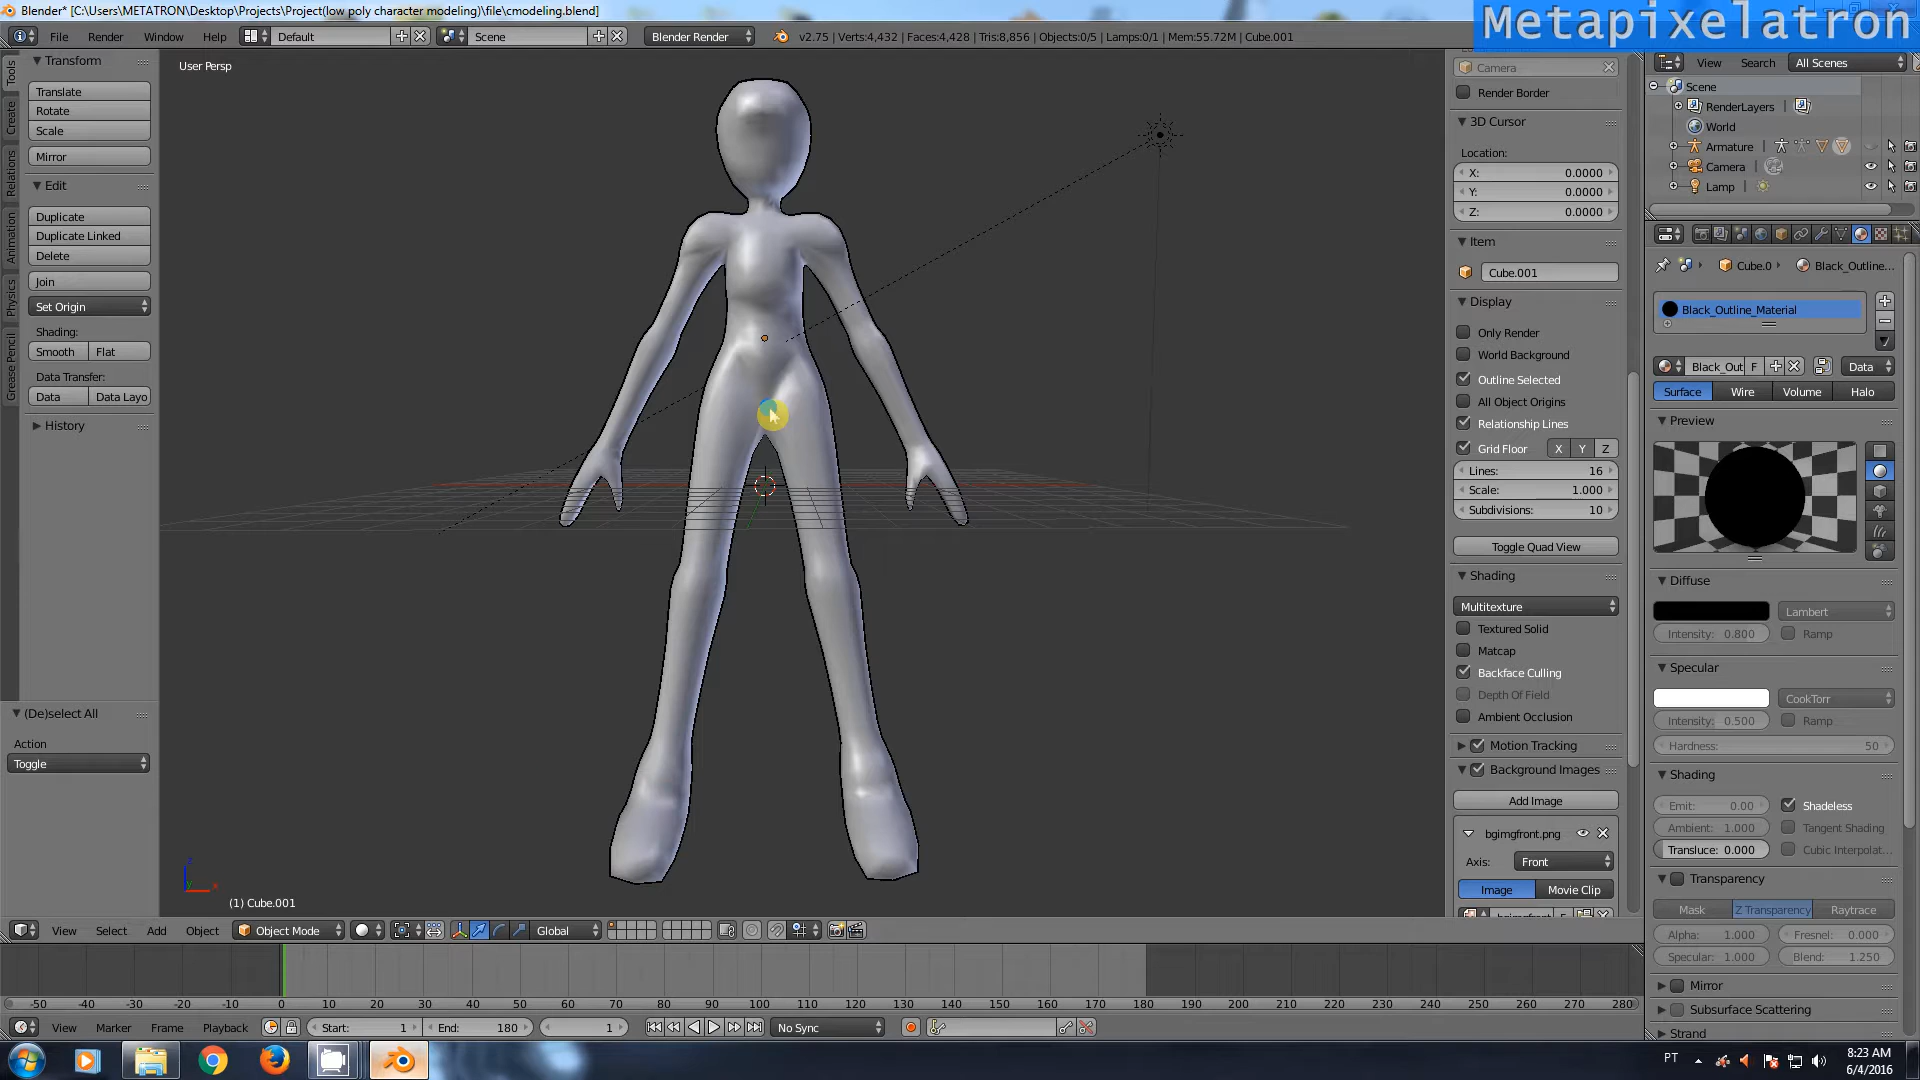 Blender* [C:\Users\METATRON\Desktop\Projects\Project(low poly character modeling)\file\cmodeling.blend]
Metapixelatron
File Render Window Help Default Scene Blender Render v2.75 | Verts:4,432 | Faces:4,428 | Tris:8,856 | Objects:0/5 | Lamps:0/1 | Mem:55.72M | Cube.001
Tools
Create
Relations
Animation
Physics
Grease Pencil
Transform
Translate
Rotate
Scale
Mirror
Edit
Duplicate
Duplicate Linked
Delete
Join
Set Origin
Shading:
Smooth Flat
Data Transfer:
Data Data Layo
History
(De)select All
Action
Toggle
User Persp
(1) Cube.001
Camera
Render Border
3D Cursor
Location:
X: 0.0000
Y: 0.0000
Z: 0.0000
Item
Cube.001
Display
Only Render
World Background
Outline Selected
All Object Origins
Relationship Lines
Grid Floor X Y Z
Lines: 16
Scale: 1.000
Subdivisions: 10
Toggle Quad View
Shading
Multitexture
Textured Solid
Matcap
Backface Culling
Depth Of Field
Ambient Occlusion
Motion Tracking
Background Images
Add Image
bgimgfront.png
Axis: Front
Image Movie Clip
View Search All Scenes
Scene
RenderLayers
World
Armature
Camera
Lamp
Cube.0 Black_Outline...
Black_Outline_Material
Black_Out F Data
Surface Wire Volume Halo
Preview
Diffuse
Lambert
Intensity: 0.800 Ramp
Specular
CookTorr
Intensity: 0.500 Ramp
Hardness: 50
Shading
Emit: 0.00 Shadeless
Ambient: 1.000 Tangent Shading
Transluce: 0.000 Cubic Interpolat...
Transparency
Mask Z Transparency Raytrace
Alpha: 1.000 Fresnel: 0.000
Specular: 1.000 Blend: 1.250
Mirror
Subsurface Scattering
Strand
View Select Add Object Object Mode Global
-50 -40 -30 -20 -10 0 10 20 30 40 50 60 70 80 90 100 110 120 130 140 150 160 170 180 190 200 210 220 230 240 250 260 270 280
View Marker Frame Playback Start: 1 End: 180 1 No Sync
PT 8:23 AM
6/4/2016